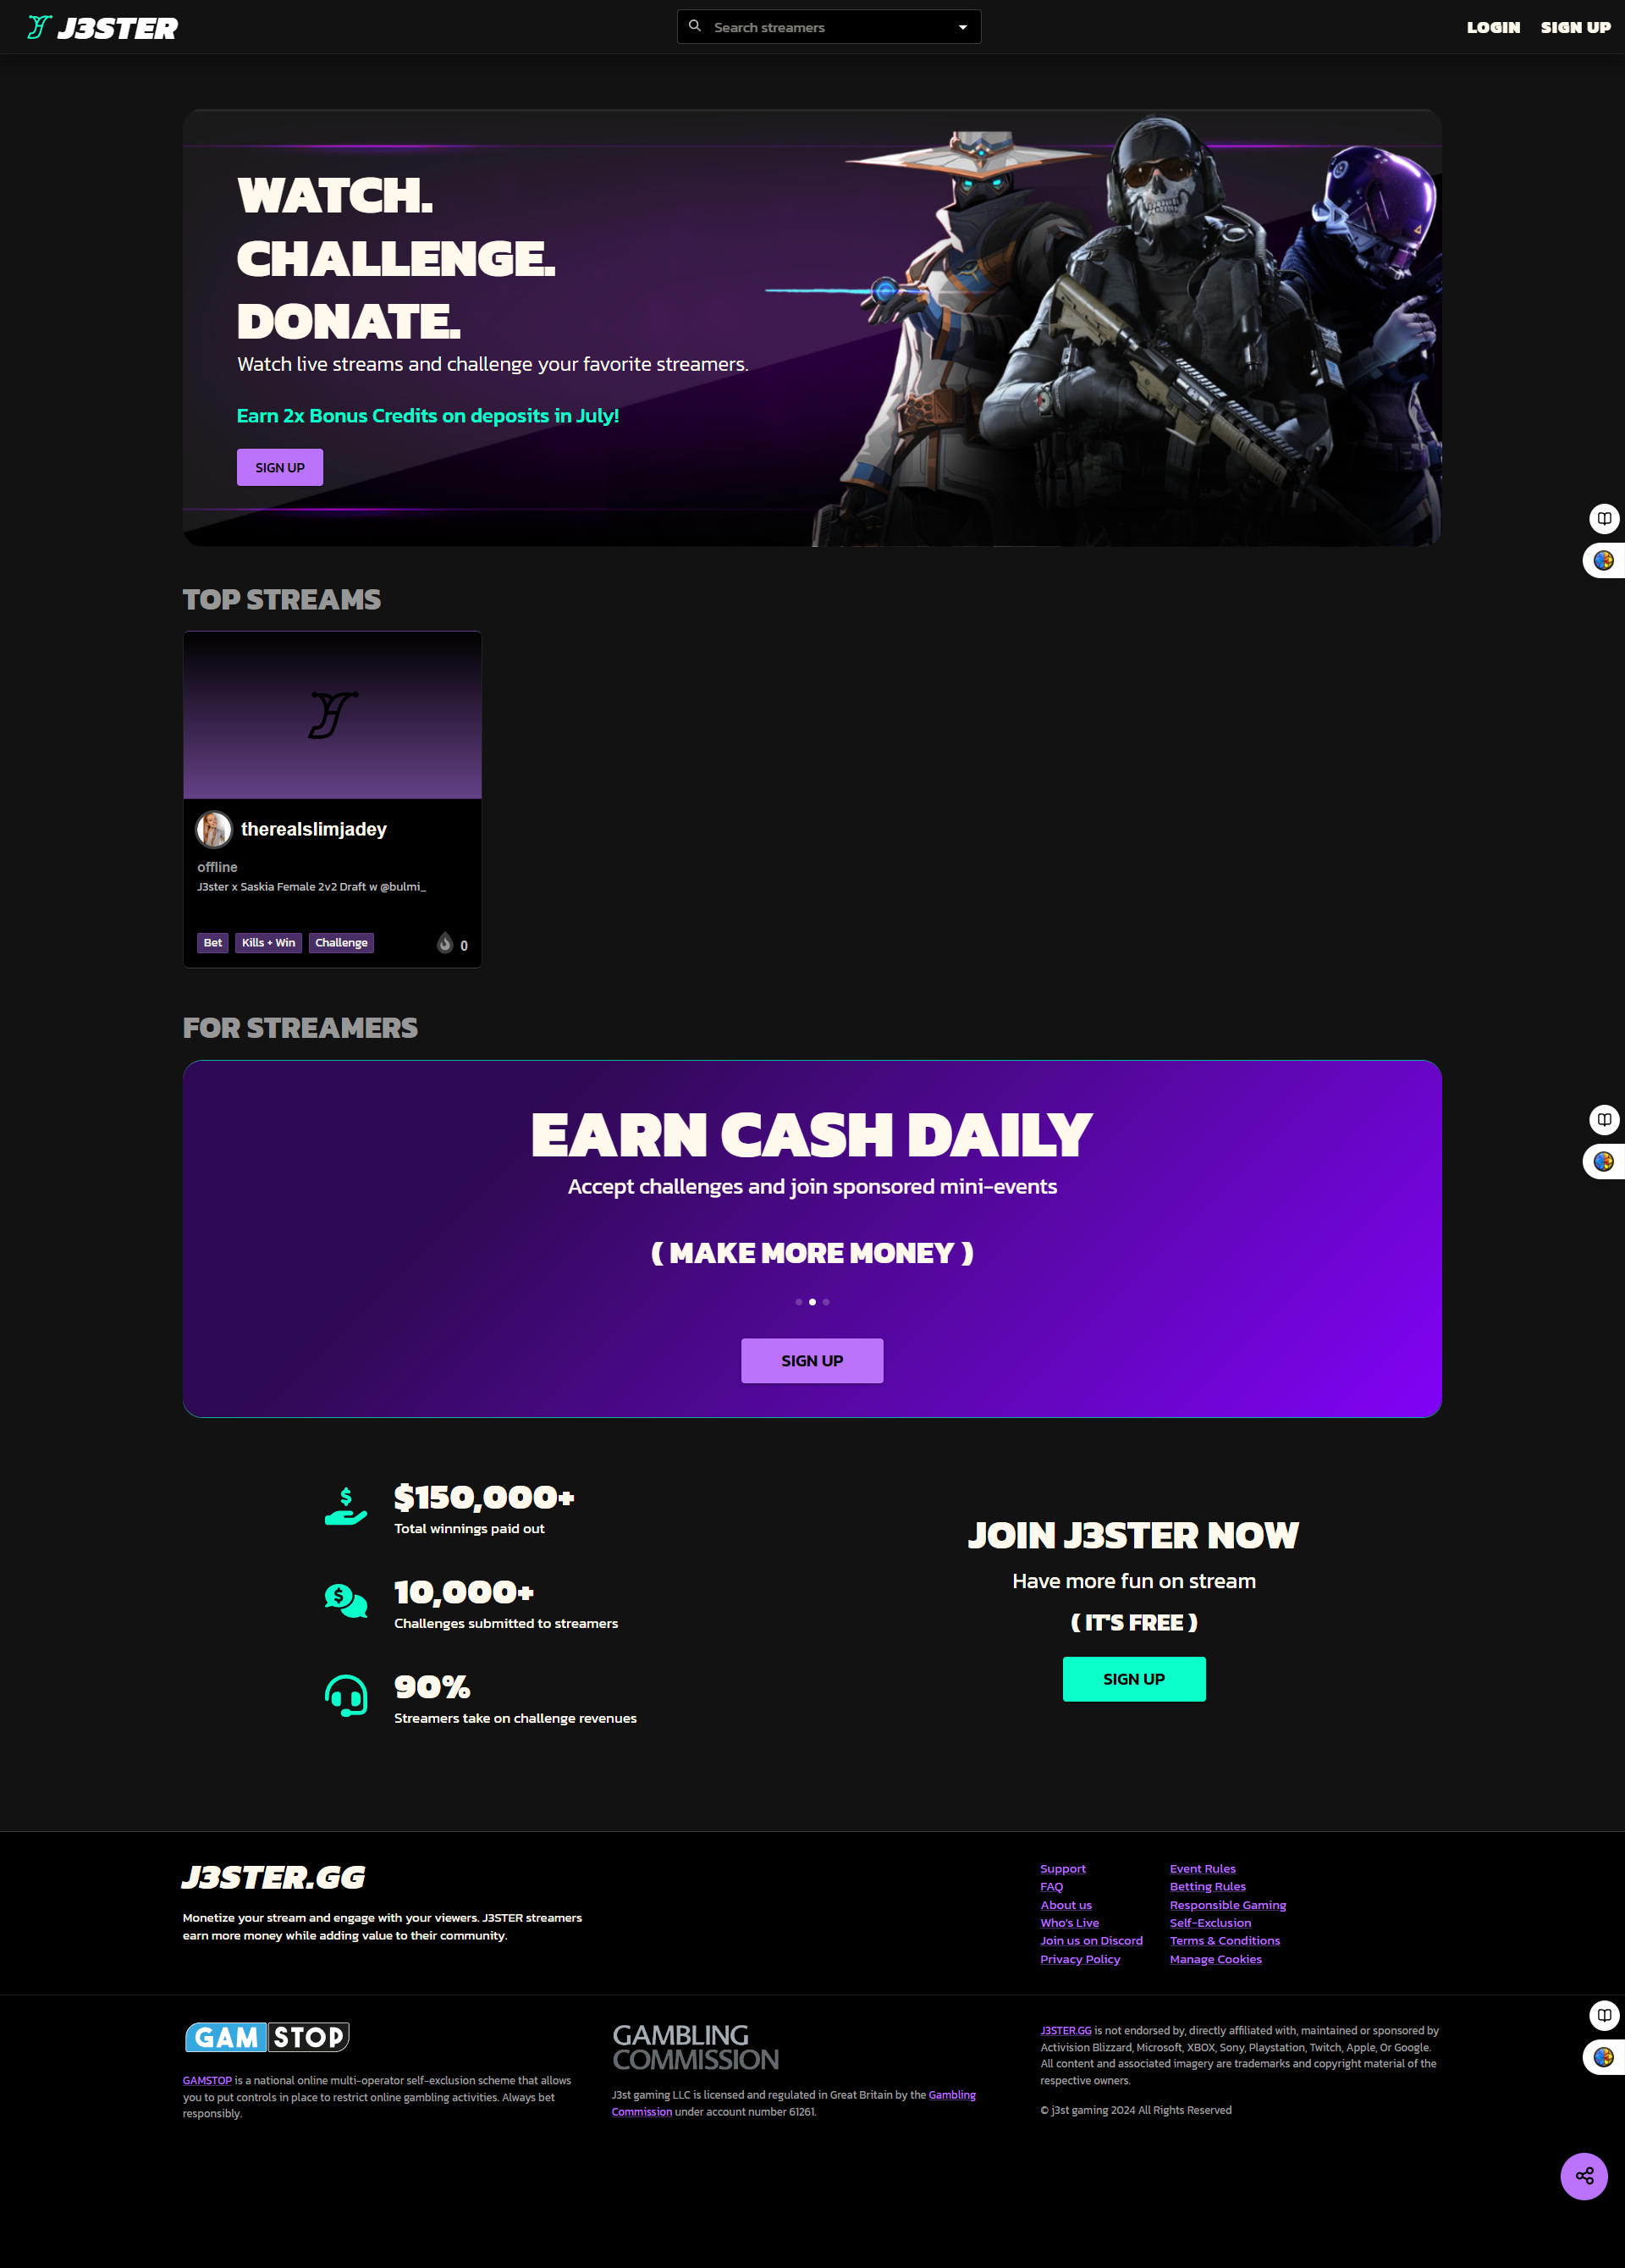 J3STER
Search streamers
LOGIN
SIGN UP
WATCH.
CHALLENGE.
DONATE.
Watch live streams and challenge your favorite streamers.
Earn 2x Bonus Credits on deposits in July!
SIGN UP
TOP STREAMS
therealslimjadey
offline
J3ster x Saskia Female 2v2 Draft w @bulmi_
Bet
Kills + Win
Challenge
0
FOR STREAMERS
EARN CASH DAILY
Accept challenges and join sponsored mini-events
( MAKE MORE MONEY )
SIGN UP
$150,000+
Total winnings paid out
10,000+
Challenges submitted to streamers
90%
Streamers take on challenge revenues
JOIN J3STER NOW
Have more fun on stream
( IT'S FREE )
SIGN UP
J3STER.GG
Monetize your stream and engage with your viewers. J3STER streamers
earn more money while adding value to their community.
Support
FAQ
About us
Who's Live
Join us on Discord
Privacy Policy
Event Rules
Betting Rules
Responsible Gaming
Self-Exclusion
Terms & Conditions
Manage Cookies
GAMSTOP
GAMSTOP is a national online multi-operator self-exclusion scheme that allows
you to put controls in place to restrict online gambling activities. Always bet
responsibly.
GAMBLING
COMMISSION
J3st gaming LLC is licensed and regulated in Great Britain by the Gambling
Commission under account number 61261.
J3STER.GG is not endorsed by, directly affiliated with, maintained or sponsored by
Activision Blizzard, Microsoft, XBOX, Sony, Playstation, Twitch, Apple, Or Google.
All content and associated imagery are trademarks and copyright material of the
respective owners.
© j3st gaming 2024 All Rights Reserved